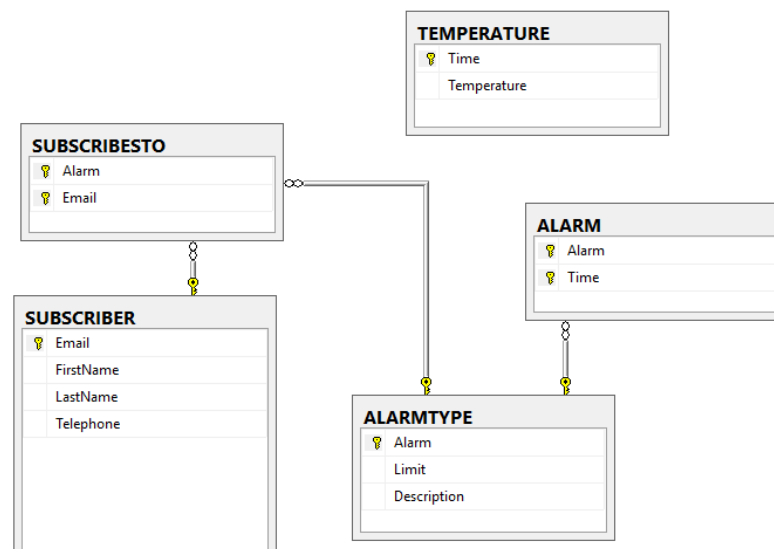 TEMPERATURE
Time
Temperature
SUBSCRIBESTO
Alarm
Email
ALARM
Alarm
Time
SUBSCRIBER
Email
FirstName
LastName
Telephone
ALARMTYPE
Alarm
Limit
Description